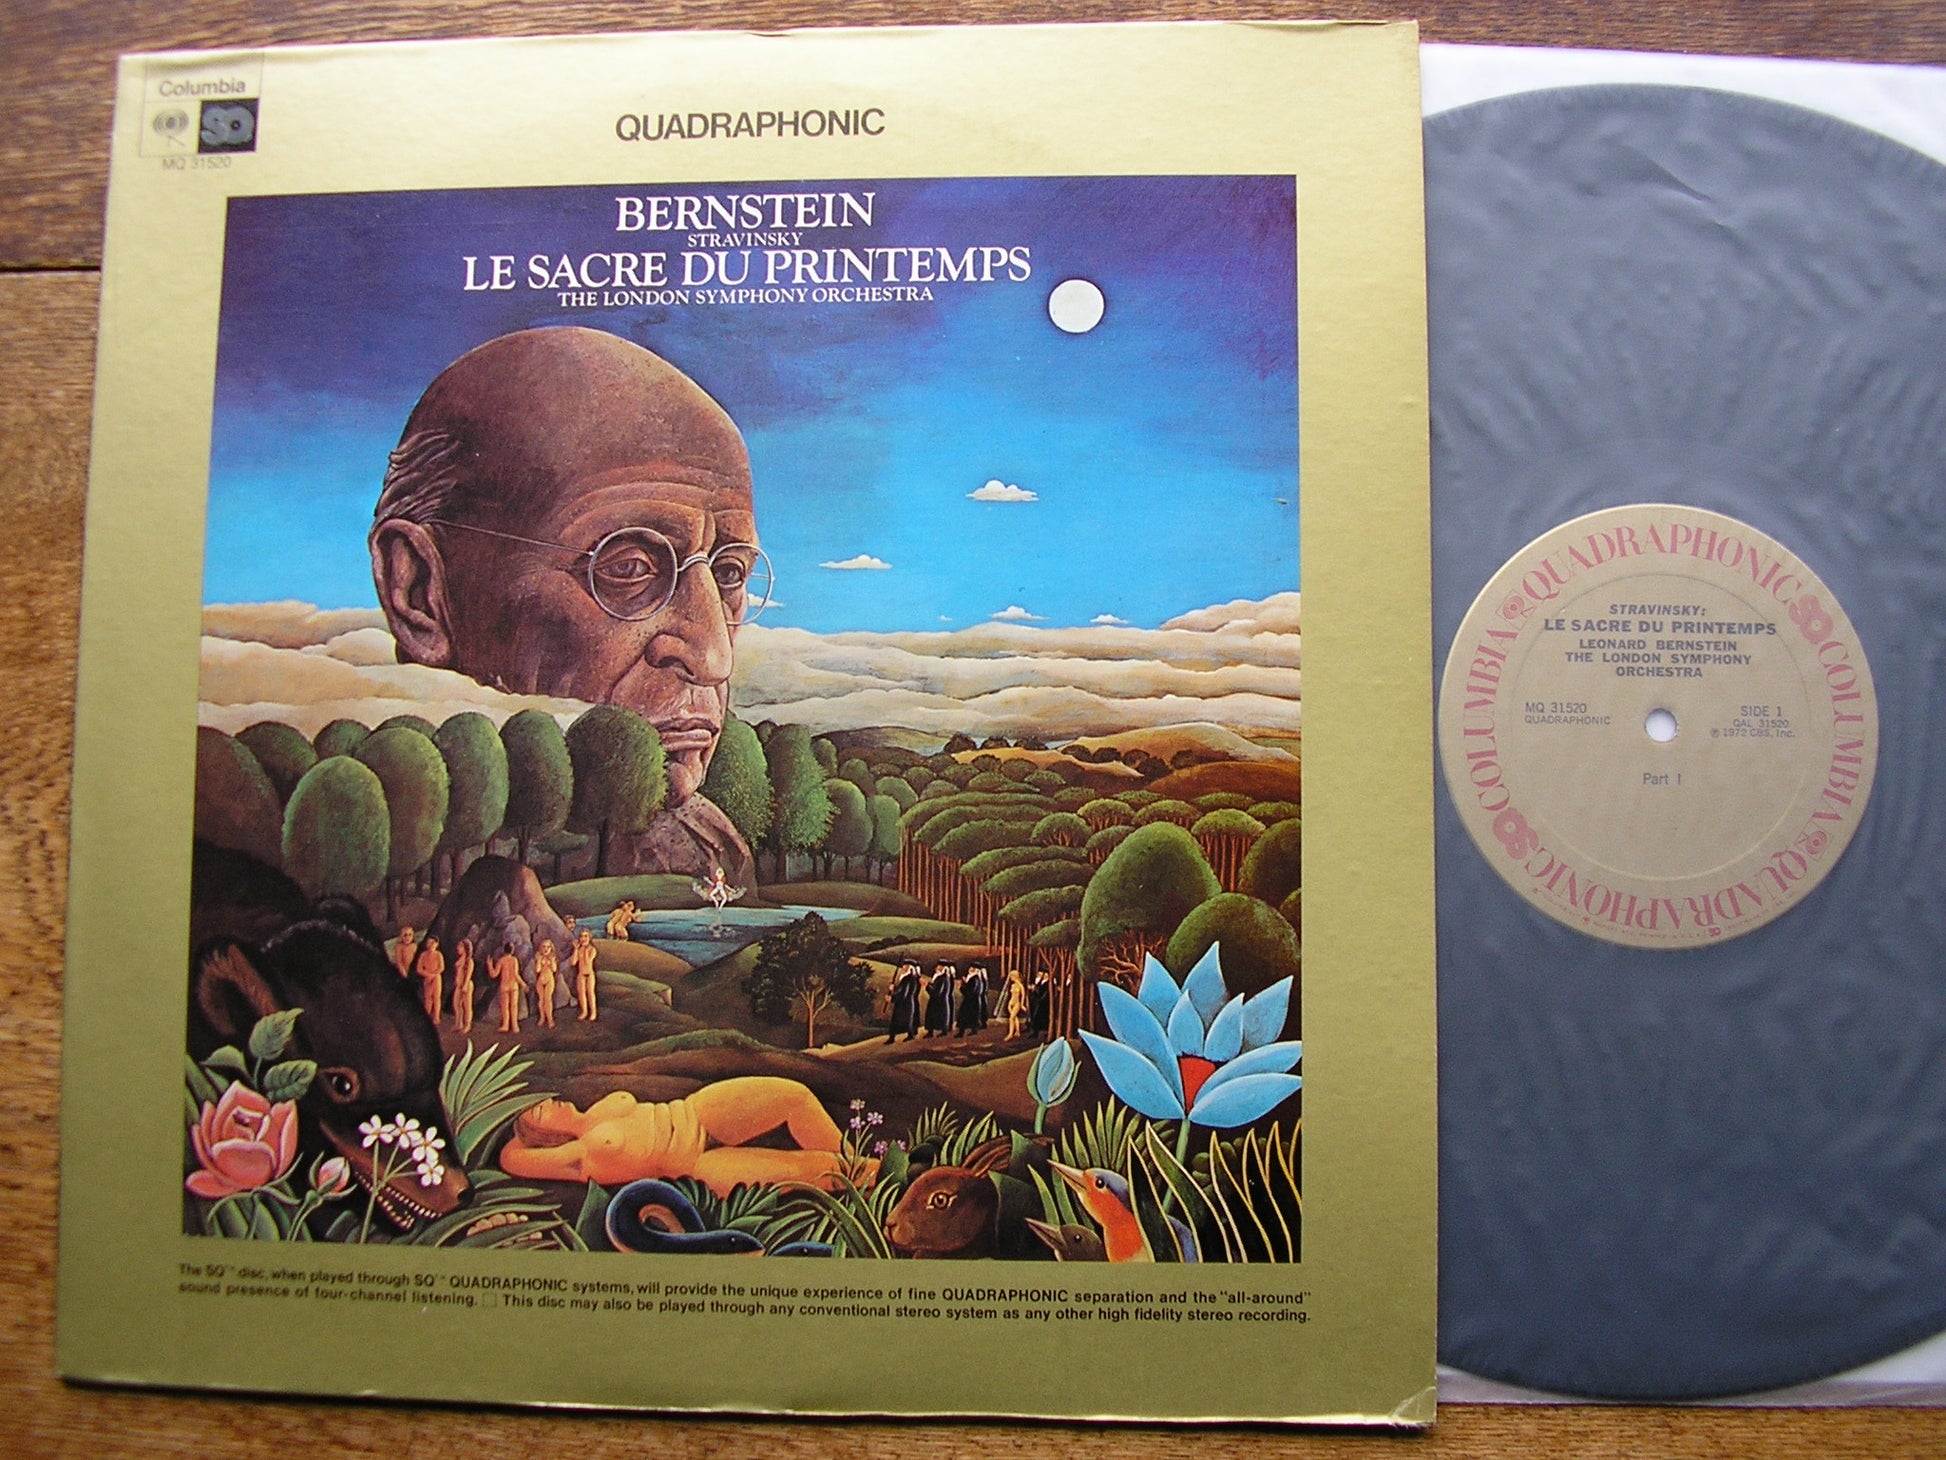 Columbia
SQ
MQ 31520
QUADRAPHONIC
BERNSTEIN
STRAVINSKY
LE SACRE DU PRINTEMPS
THE LONDON SYMPHONY ORCHESTRA
The SQ™ disc, when played through SQ™ QUADRAPHONIC systems, will provide the unique experience of fine QUADRAPHONIC separation and the "all-around"
sound presence of four-channel listening. □ This disc may also be played through any conventional stereo system as any other high fidelity stereo recording.
QUADRAPHONIC SQ COLUMBIA QUADRAPHONIC SQ COLUMBIA
STRAVINSKY:
LE SACRE DU PRINTEMPS
LEONARD BERNSTEIN
THE LONDON SYMPHONY
ORCHESTRA
MQ 31520
QUADRAPHONIC
SIDE 1
QAL 31520
℗ 1972 CBS, Inc.
Part I